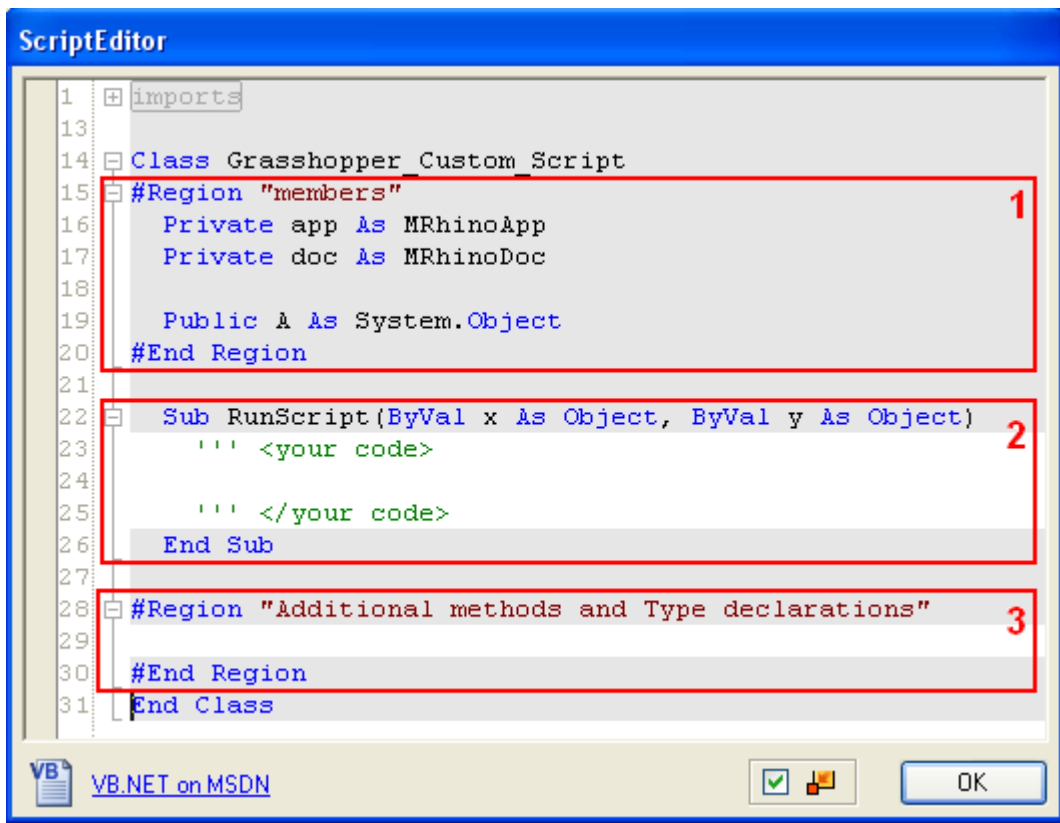 ScriptEditor
1 imports
13
14 Class Grasshopper_Custom_Script
15 #Region "members" 1
16 Private app As MRhinoApp
17 Private doc As MRhinoDoc
18
19 Public A As System.Object
20 #End Region
21
22 Sub RunScript(ByVal x As Object, ByVal y As Object)
23 ''' <your code> 2
24
25 ''' </your code>
26 End Sub
27
28 #Region "Additional methods and Type declarations" 3
29
30 #End Region
31 End Class
VB VB.NET on MSDN OK